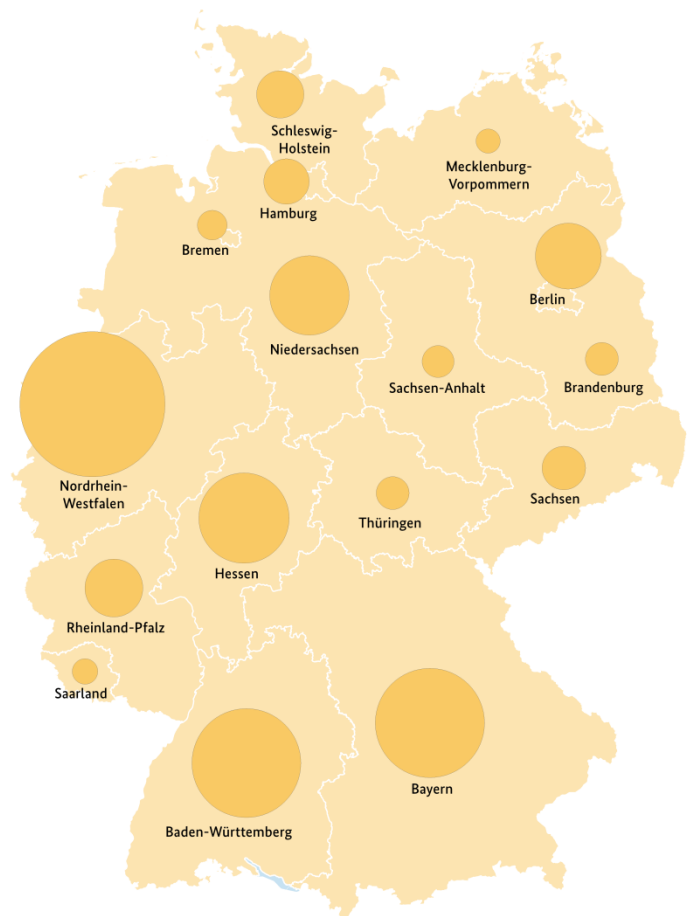 Schleswig-
Holstein
Mecklenburg-
Vorpommern
Hamburg
Bremen
Berlin
Niedersachsen
Sachsen-Anhalt
Brandenburg
Nordrhein-
Westfalen
Sachsen
Thüringen
Hessen
Rheinland-Pfalz
Saarland
Bayern
Baden-Württemberg